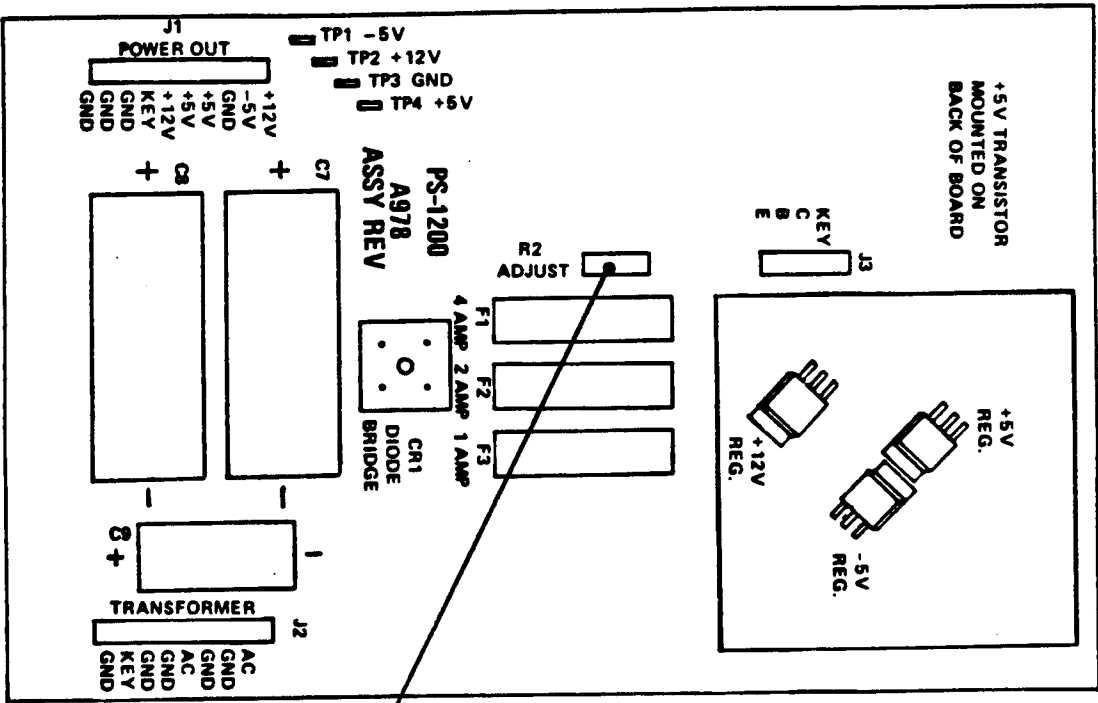 J1
POWER OUT
GND
GND
GND
KEY
+12V
+5V
+5V
GND
-5V
+12V
TP1 -5V
TP2 +12V
TP3 GND
TP4 +5V
+ C8
+ C7
PS-1200
A978
ASSY REV
+5V TRANSISTOR
MOUNTED ON
BACK OF BOARD
R2
ADJUST
KEY
C
B
E
J3
F1
4 AMP
F2
2 AMP
F3
1 AMP
CR1
DIODE
BRIDGE
+12V
REG.
+5V
REG.
-5V
REG.
-
-
C9
+
-
TRANSFORMER
J2
GND
KEY
GND
GND
AC
GND
GND
AC